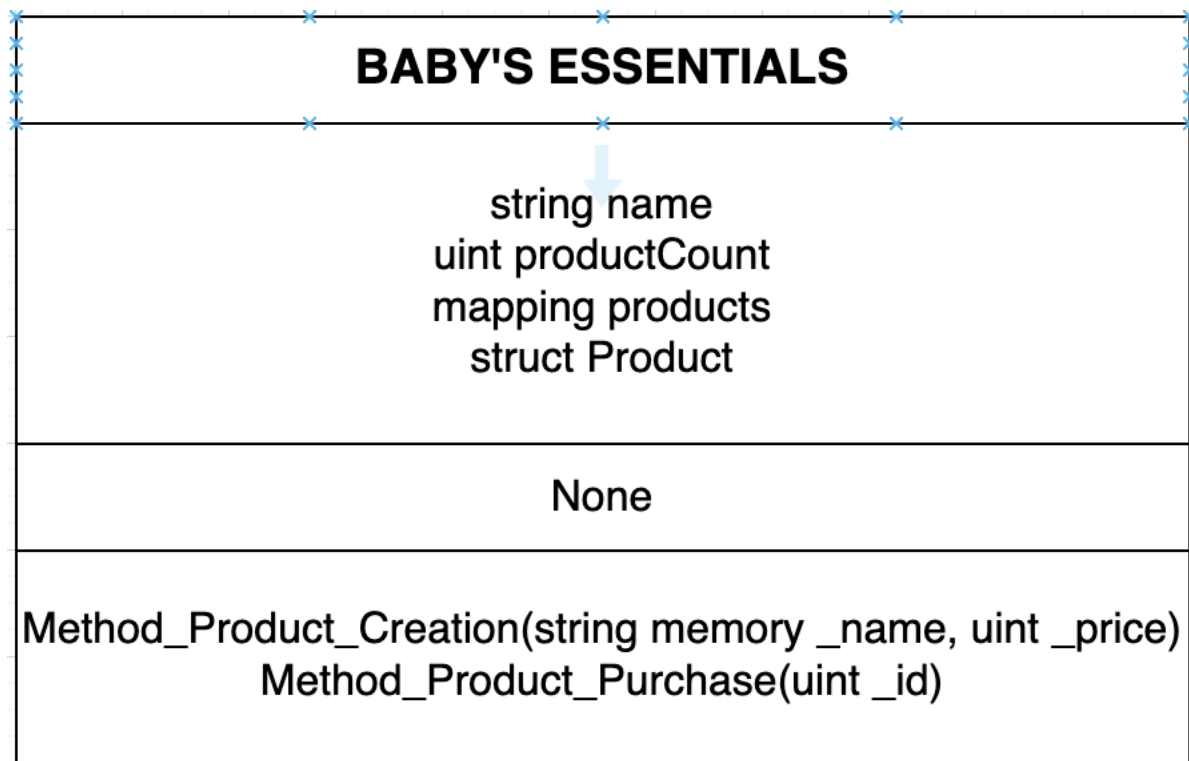 BABY'S ESSENTIALS
string name
uint productCount
mapping products
struct Product
None
Method_Product_Creation(string memory _name, uint _price)
Method_Product_Purchase(uint _id)